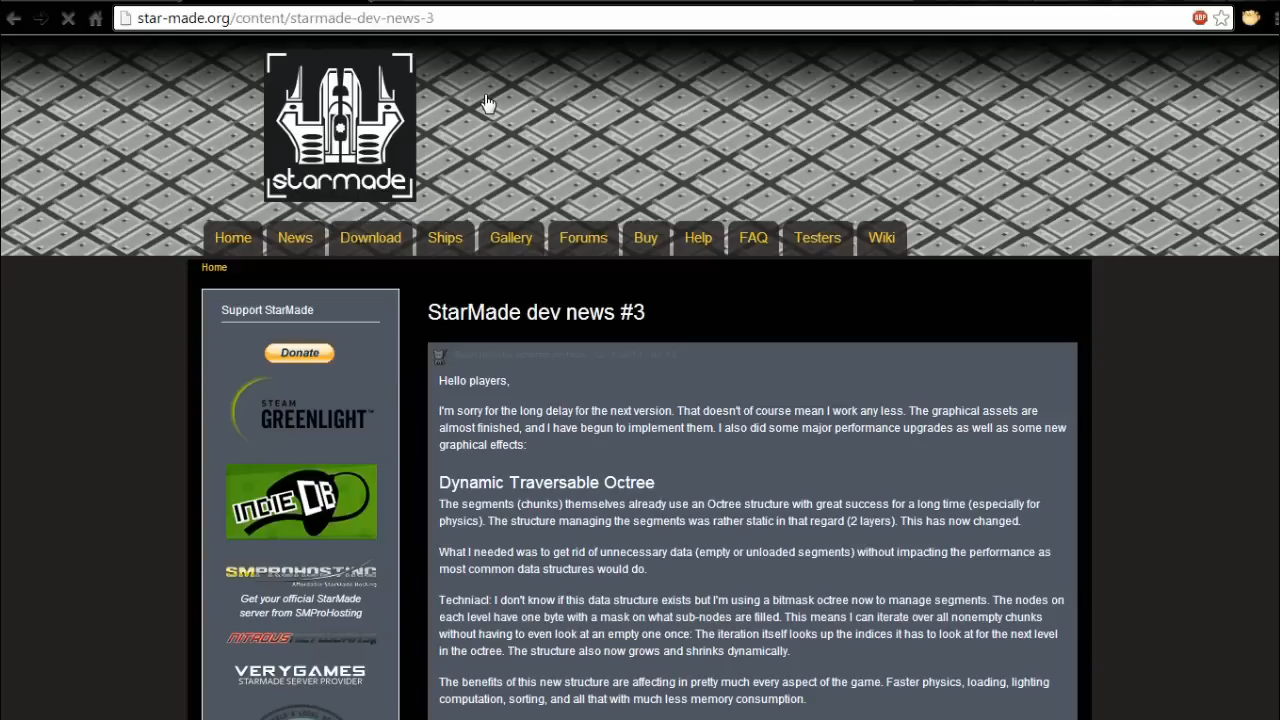 star-made.org/content/starmade-dev-news-3
ABP
starmade
Home News Download Ships Gallery Forums Buy Help FAQ Testers Wiki
Home
Support StarMade
Donate
STEAM
GREENLIGHT™
INDIE DB
SMPROHOSTING
Affordable StarMade Hosting
Get your official StarMade
server from SMProHosting
NITROUS NETWORKS
VERYGAMES
STARMADE SERVER PROVIDER
StarMade dev news #3
Hello players,
I'm sorry for the long delay for the next version. That doesn't of course mean I work any less. The graphical assets are
almost finished, and I have begun to implement them. I also did some major performance upgrades as well as some new
graphical effects:
Dynamic Traversable Octree
The segments (chunks) themselves already use an Octree structure with great success for a long time (especially for
physics). The structure managing the segments was rather static in that regard (2 layers). This has now changed.
What I needed was to get rid of unnecessary data (empty or unloaded segments) without impacting the performance as
most common data structures would do.
Techniacl: I don't know if this data structure exists but I'm using a bitmask octree now to manage segments. The nodes on
each level have one byte with a mask on what sub-nodes are filled. This means I can iterate over all nonempty chunks
without having to even look at an empty one once: The iteration itself looks up the indices it has to look at for the next level
in the octree. The structure also now grows and shrinks dynamically.
The benefits of this new structure are affecting in pretty much every aspect of the game. Faster physics, loading, lighting
computation, sorting, and all that with much less memory consumption.